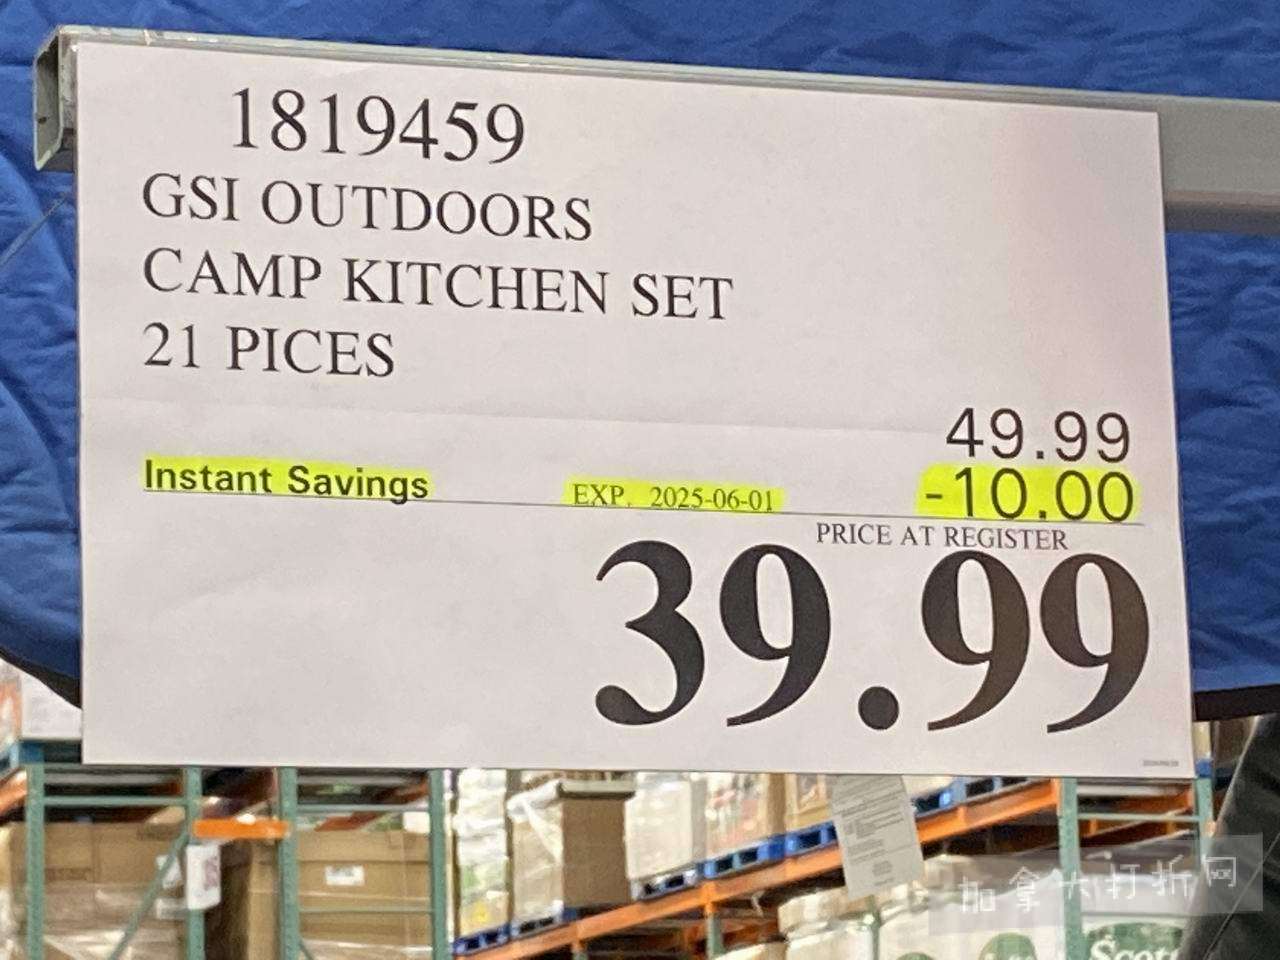 1819459
GSI OUTDOORS
CAMP KITCHEN SET
21 PICES
49.99
Instant Savings EXP. 2025-06-01 -10.00
PRICE AT REGISTER
39.99
加拿大打折网
Scott